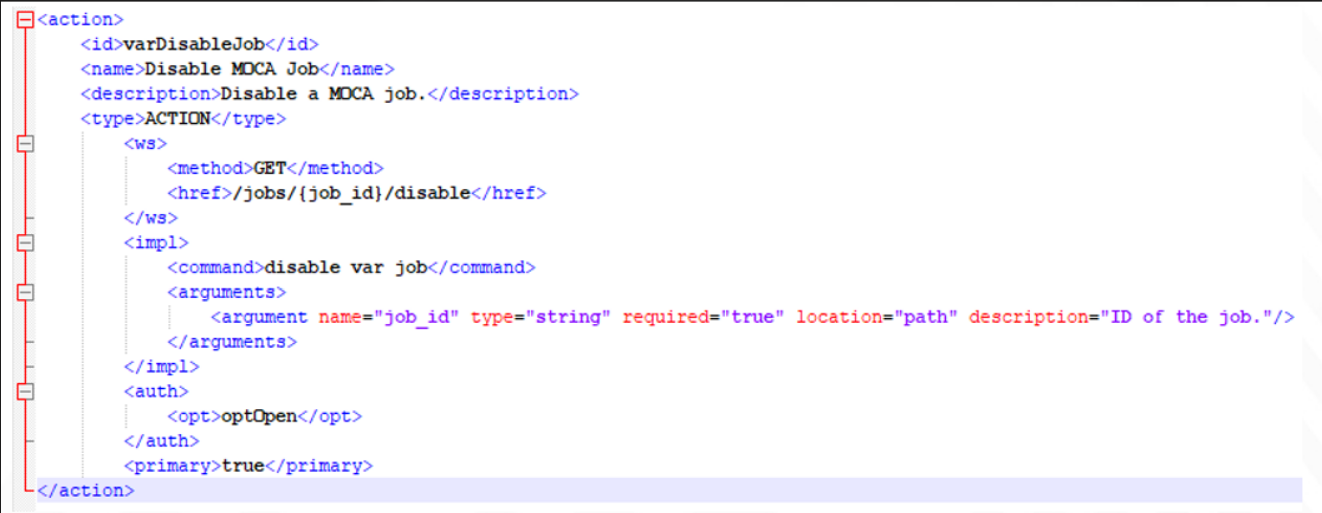 <action>
<id>varDisableJob</id>
<name>Disable MOCA Job</name>
<description>Disable a MOCA job.</description>
<type>ACTION</type>
<ws>
<method>GET</method>
<href>/jobs/{job_id}/disable</href>
</ws>
<impl>
<command>disable var job</command>
<arguments>
<argument name="job_id" type="string" required="true" location="path" description="ID of the job."/>
</arguments>
</impl>
<auth>
<opt>optOpen</opt>
</auth>
<primary>true</primary>
</action>